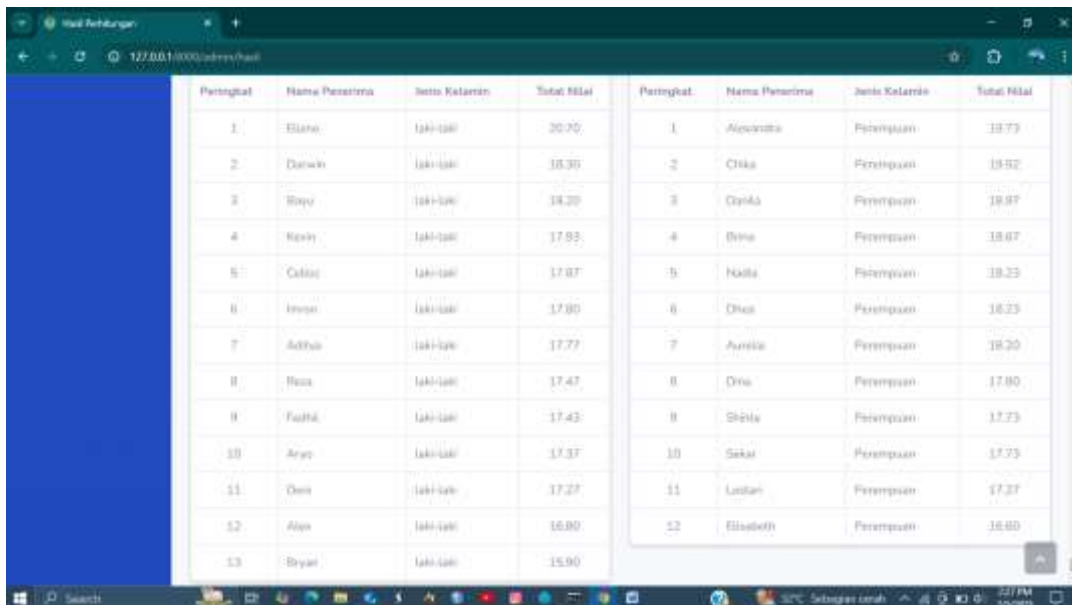 Hasil Perhitungan
127.0.0.1:8000/admin/hasil
Peringkat Nama Penerima Jenis Kelamin Total Nilai
1 laki-laki 20.70
2 Darwin laki-laki 18.30
3 Bayu laki-laki 18.20
4 Kevin laki-laki 17.93
5 laki-laki 17.87
6 Imron laki-laki 17.80
7 Aditya laki-laki 17.77
8 Reza laki-laki 17.47
9 Fadhil laki-laki 17.43
10 Aryo laki-laki 17.37
11 Deni laki-laki 17.27
12 Alex laki-laki 16.80
13 Bryan laki-laki 15.90
Peringkat Nama Penerima Jenis Kelamin Total Nilai
1 Alexandra Perempuan 19.73
2 Chika Perempuan
3 Danila Perempuan 18.97
4 Perempuan 18.67
5 Nadia Perempuan 18.23
6 Dhea Perempuan 18.23
7 Aurelia Perempuan 18.20
8 Perempuan 17.80
9 Shinta Perempuan 17.73
10 Sekar Perempuan 17.73
11 Lestari Perempuan
12 Elisabeth Perempuan 16.60
Search
32°C Sebagian cerah